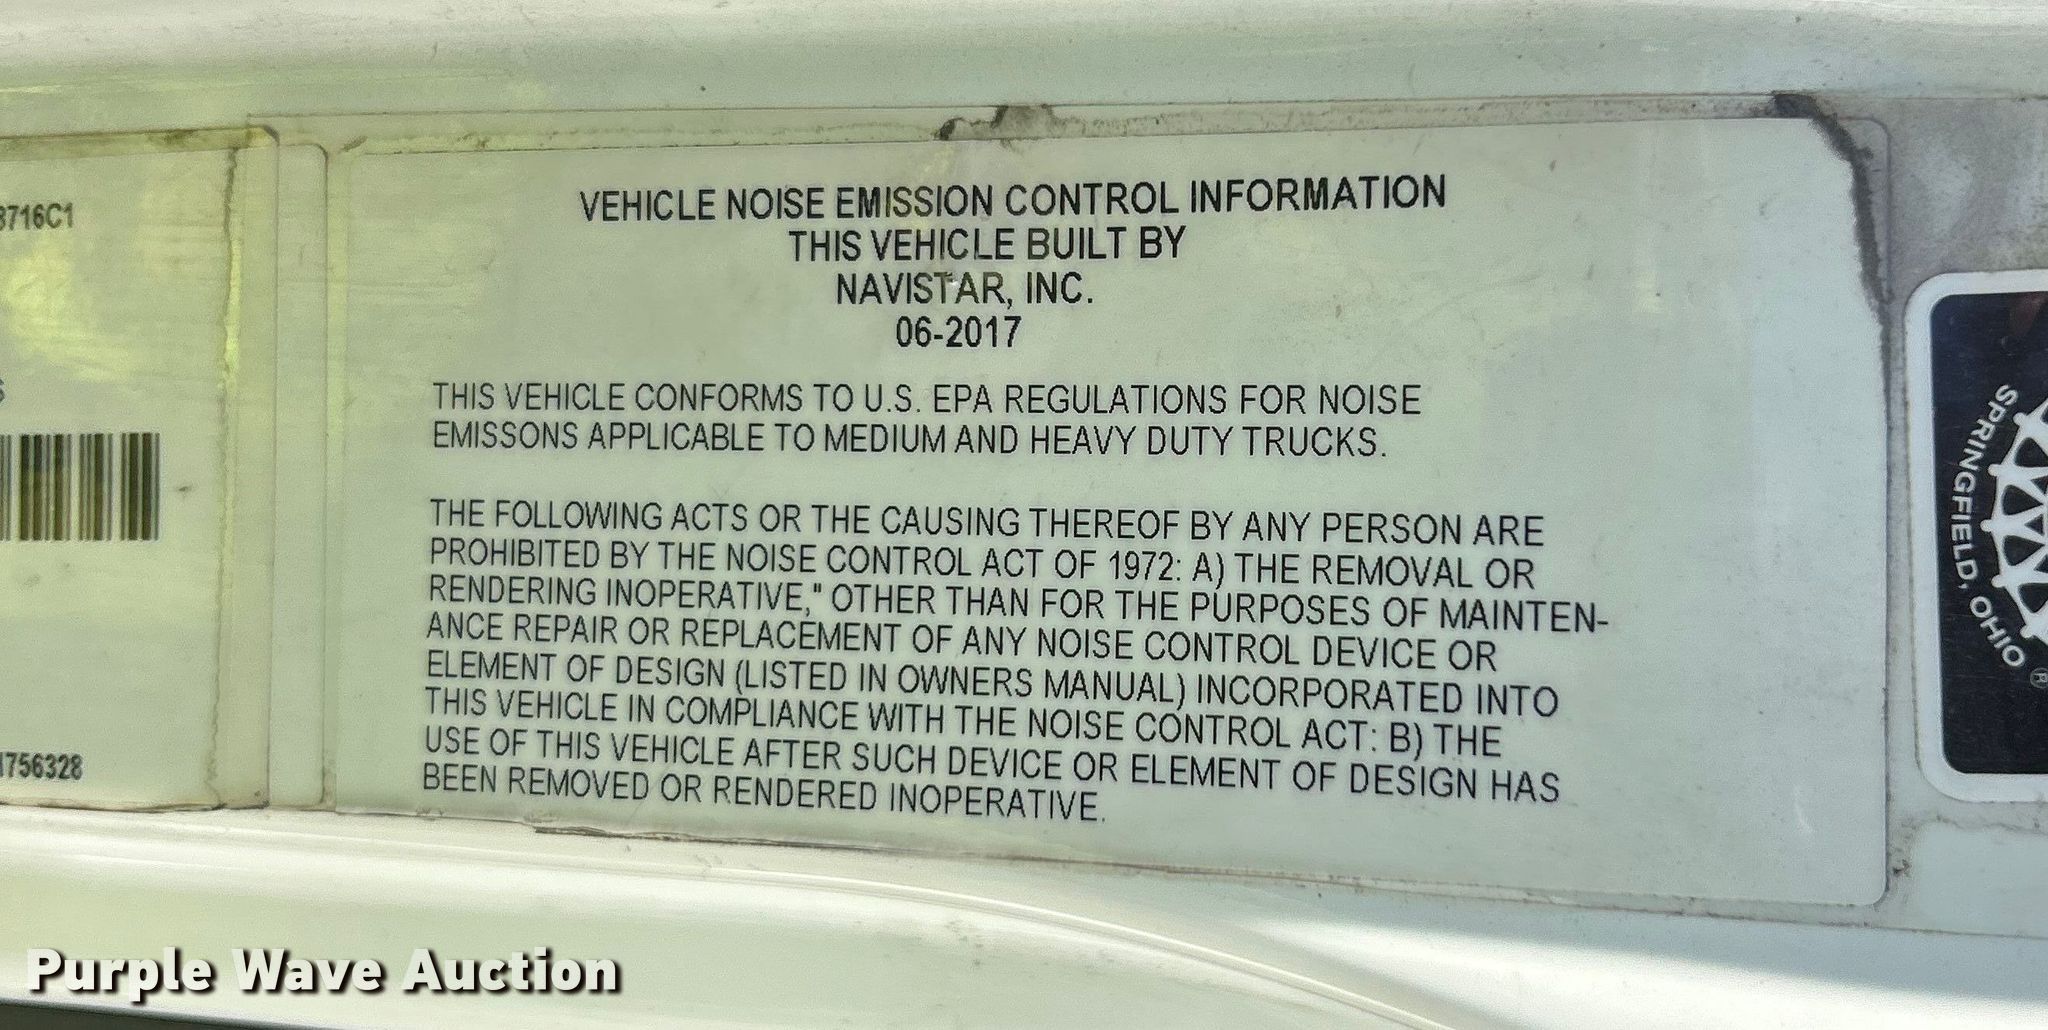 8716C1
VEHICLE NOISE EMISSION CONTROL INFORMATION
THIS VEHICLE BUILT BY
NAVISTAR, INC.
06-2017
THIS VEHICLE CONFORMS TO U.S. EPA REGULATIONS FOR NOISE
EMISSONS APPLICABLE TO MEDIUM AND HEAVY DUTY TRUCKS.
THE FOLLOWING ACTS OR THE CAUSING THEREOF BY ANY PERSON ARE
PROHIBITED BY THE NOISE CONTROL ACT OF 1972: A) THE REMOVAL OR
RENDERING INOPERATIVE," OTHER THAN FOR THE PURPOSES OF MAINTEN-
ANCE REPAIR OR REPLACEMENT OF ANY NOISE CONTROL DEVICE OR
ELEMENT OF DESIGN (LISTED IN OWNERS MANUAL) INCORPORATED INTO
THIS VEHICLE IN COMPLIANCE WITH THE NOISE CONTROL ACT: B) THE
USE OF THIS VEHICLE AFTER SUCH DEVICE OR ELEMENT OF DESIGN HAS
BEEN REMOVED OR RENDERED INOPERATIVE.
1756328
SPRINGFIELD, OHIO
®
Purple Wave Auction